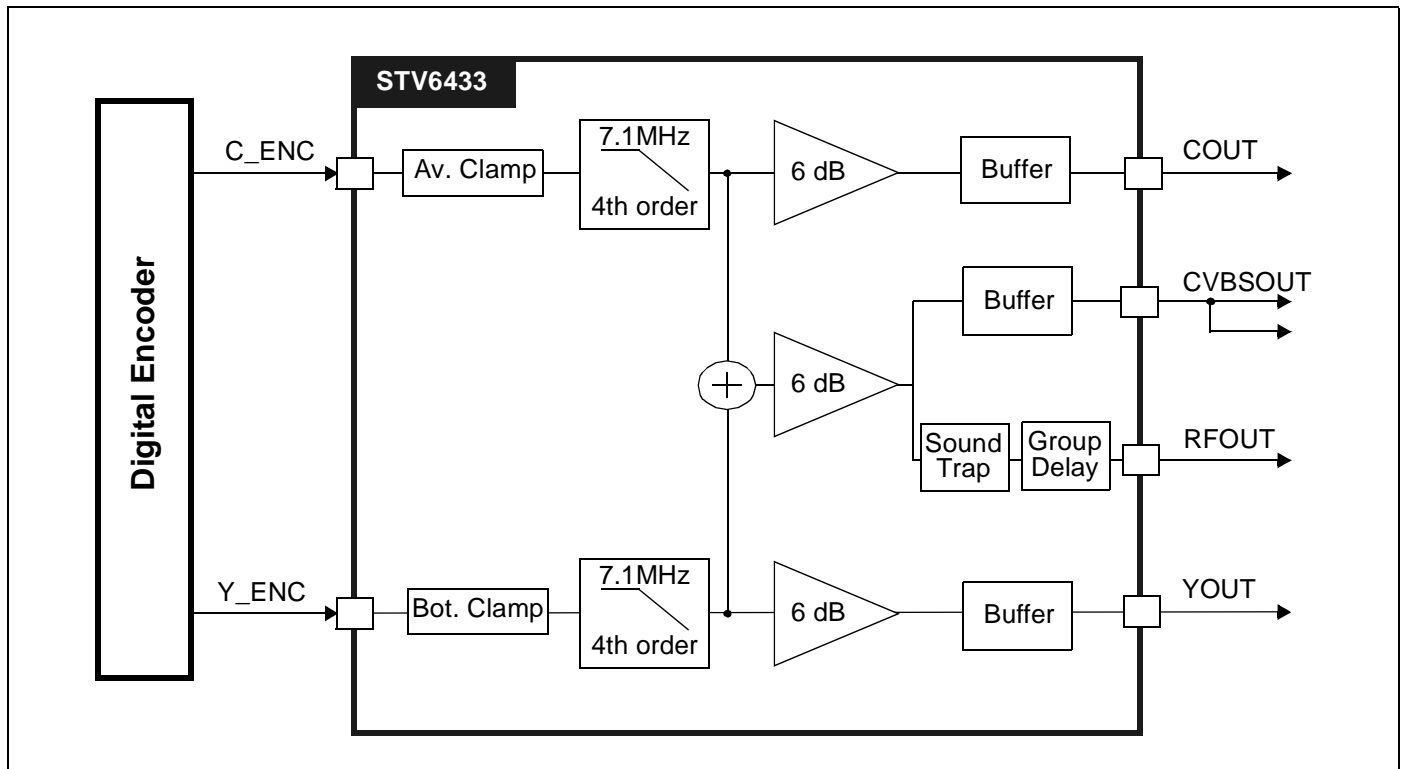 STV6433
Digital Encoder
C_ENC
Av. Clamp
7.1MHz
4th order
6 dB
Buffer
COUT
Buffer
CVBSOUT
+
6 dB
Sound
Trap
Group
Delay
RFOUT
Y_ENC
Bot. Clamp
7.1MHz
4th order
6 dB
Buffer
YOUT